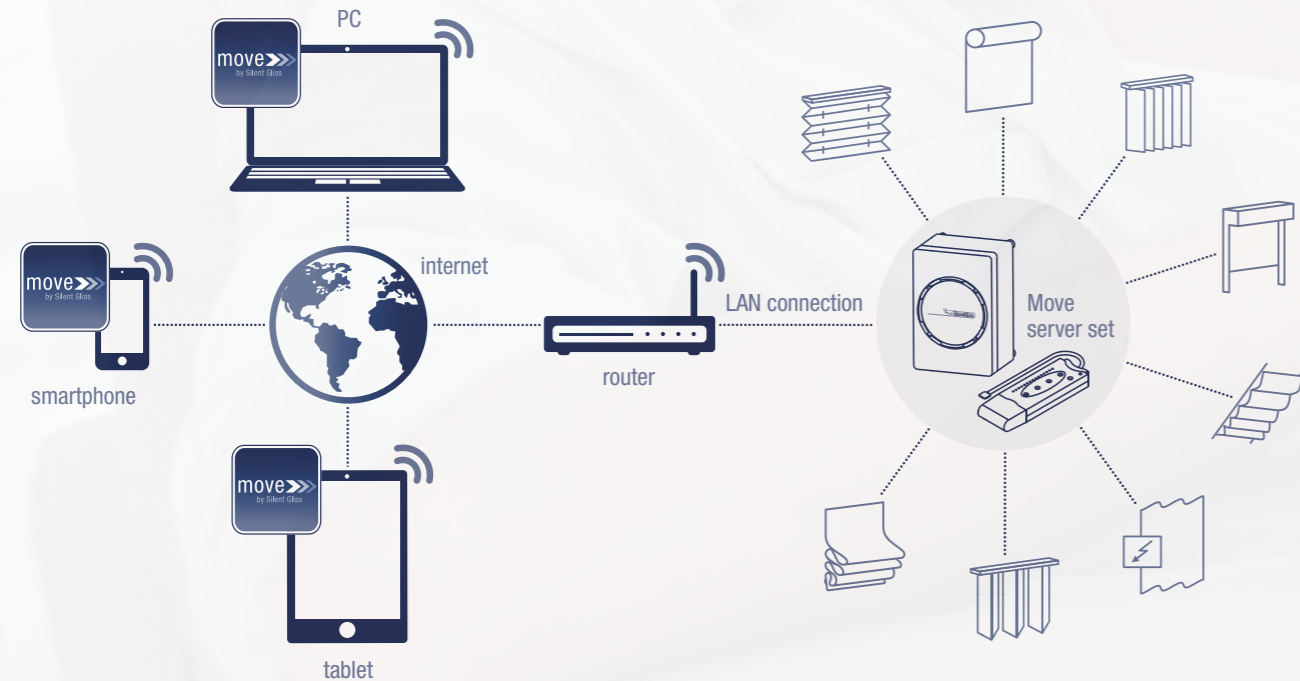 PC
move
by Silent Gliss
internet
move
by Silent Gliss
smartphone
LAN connection
router
Move
server set
move
by Silent Gliss
tablet